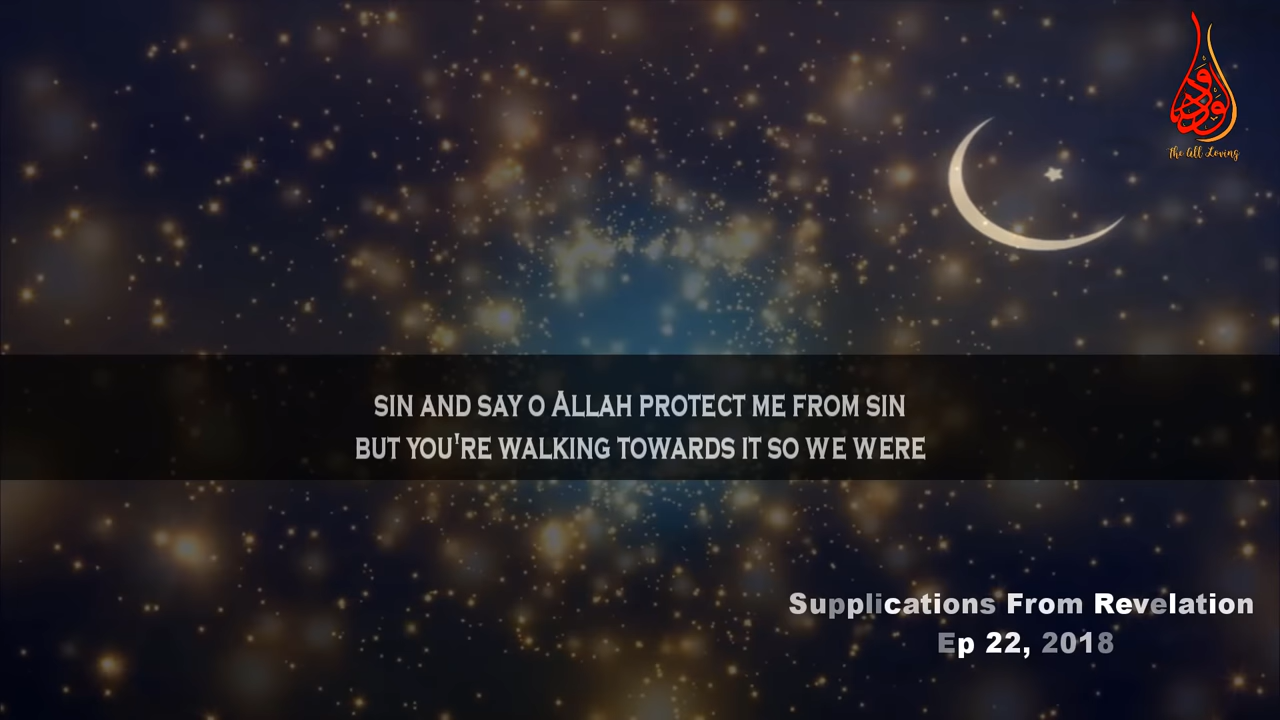 الودود
The All Loving
SIN AND SAY O ALLAH PROTECT ME FROM SIN
BUT YOU'RE WALKING TOWARDS IT SO WE WERE
Supplications From Revelation
Ep 22, 2018